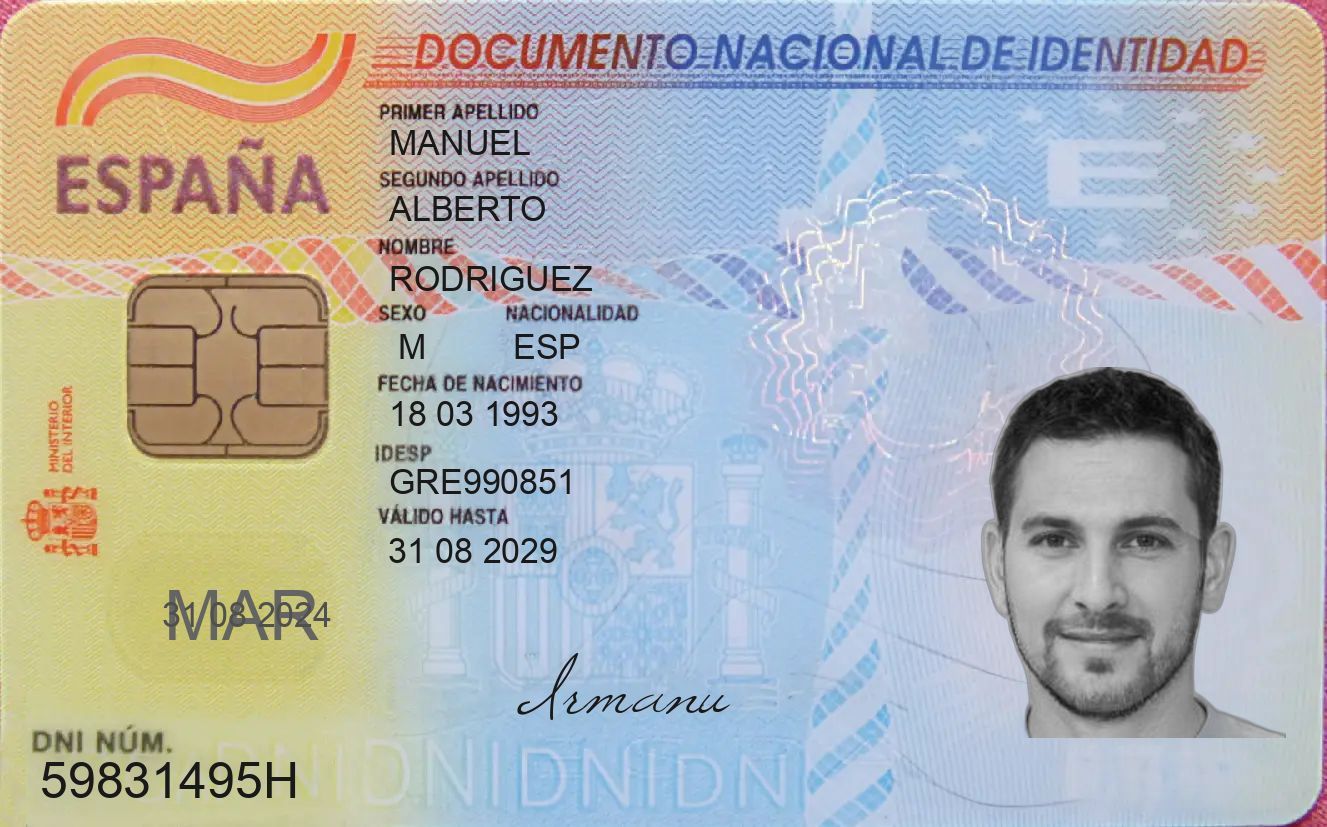 DOCUMENTO NACIONAL DE IDENTIDAD
ESPAÑA
PRIMER APELLIDO
MANUEL
SEGUNDO APELLIDO
ALBERTO
NOMBRE
RODRIGUEZ
SEXO NACIONALIDAD
M ESP
FECHA DE NACIMIENTO
18 03 1993
IDESP
GRE990851
VÁLIDO HASTA
31 08 2029
MINISTERIO
DEL INTERIOR
E
MAR
31 08 2024
Irmanu
DNI NÚM.
59831495H
DNIDNIDNIDNI